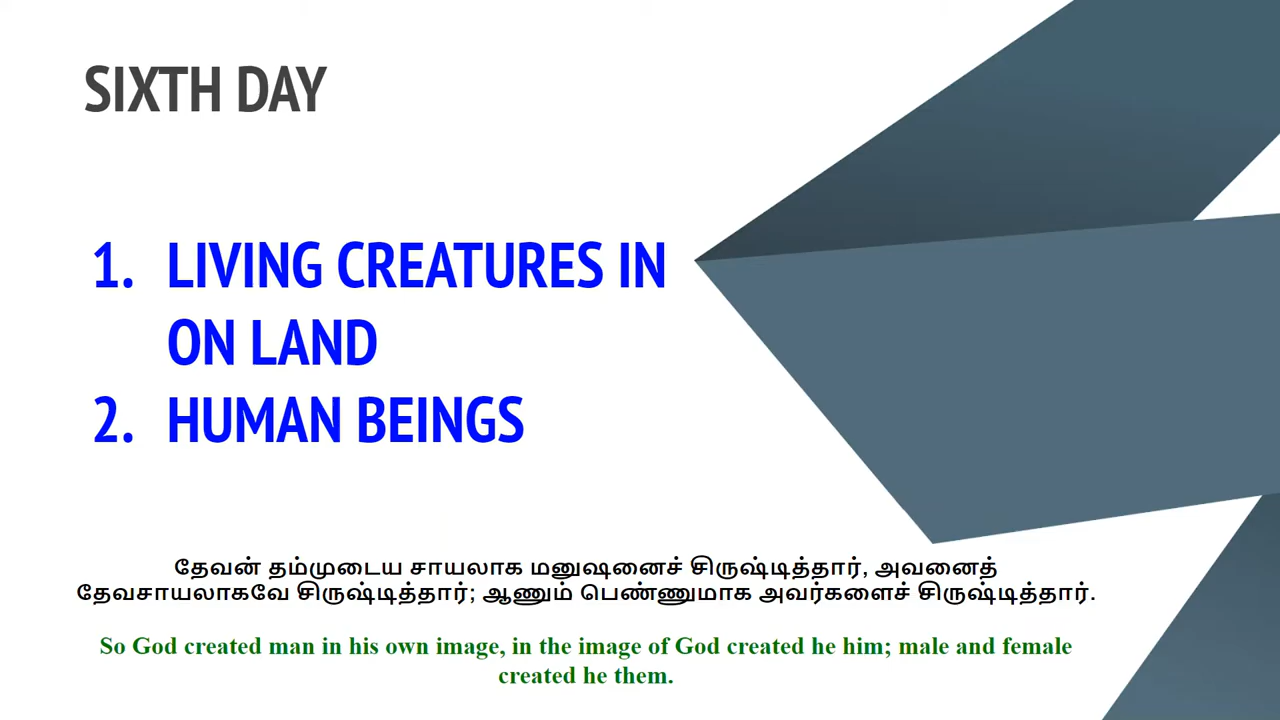 SIXTH DAY
1. LIVING CREATURES IN
ON LAND
2. HUMAN BEINGS
தேவன் தம்முடைய சாயலாக மனுஷனைச் சிருஷ்டித்தார், அவனைத்
தேவசாயலாகவே சிருஷ்டித்தார்; ஆணும் பெண்ணுமாக அவர்களைச் சிருஷ்டித்தார்.
So God created man in his own image, in the image of God created he him; male and female
created he them.